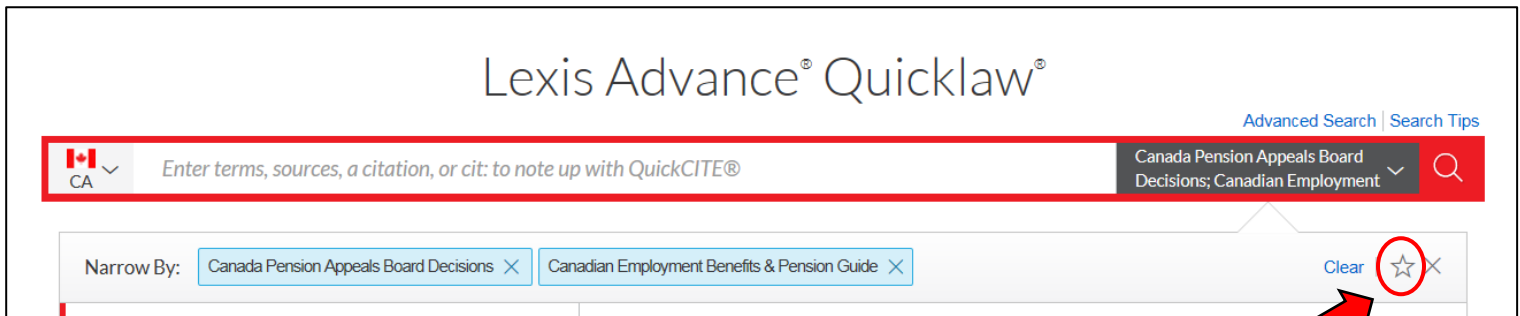 Lexis Advance® Quicklaw®
Advanced Search | Search Tips
CA
Enter terms, sources, a citation, or cit: to note up with QuickCITE®
Canada Pension Appeals Board
Decisions; Canadian Employment
Narrow By:
Canada Pension Appeals Board Decisions
Canadian Employment Benefits & Pension Guide
Clear